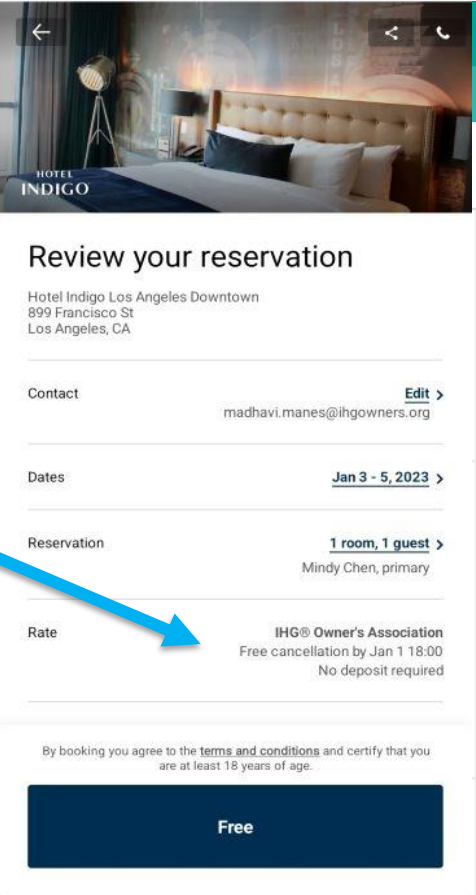 HOTEL
INDIGO
Review your reservation
Hotel Indigo Los Angeles Downtown
899 Francisco St
Los Angeles, CA
Contact
Edit >
madhavi.manes@ihgowners.org
Dates
Jan 3 - 5, 2023 >
Reservation
1 room, 1 guest >
Mindy Chen, primary
Rate
IHG® Owner's Association
Free cancellation by Jan 1 18:00
No deposit required
By booking you agree to the terms and conditions and certify that you
are at least 18 years of age.
Free